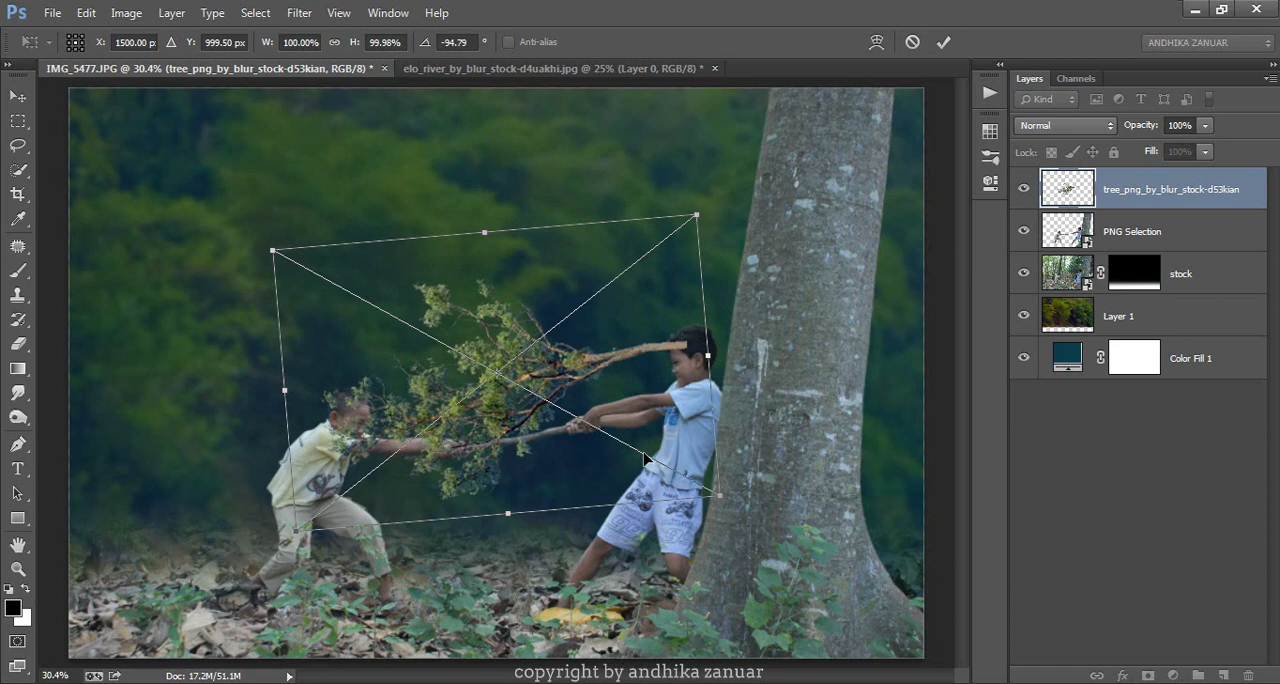 Ps File Edit Image Layer Type Select Filter View Window Help
X: 1500.00 p Y: 999.50 px W: 100.00% H: 99.98% -94.79 ° Anti-alias ANDHIKA ZANUAR
IMG_5477.JPG @ 30.4% (tree_png_by_blur_stock-d53kian, RGB/8) * × elo_river_by_blur_stock-d4uakhi.jpg @ 25% (Layer 0, RGB/8) * ×
Layers Channels
Kind
Normal Opacity: 100%
Lock: Fill: 100%
tree_png_by_blur_stock-d53kian
PNG Selection
stock
Layer 1
Color Fill 1
30.4% Doc: 17.2M/51.1M
copyright by andhika zanuar